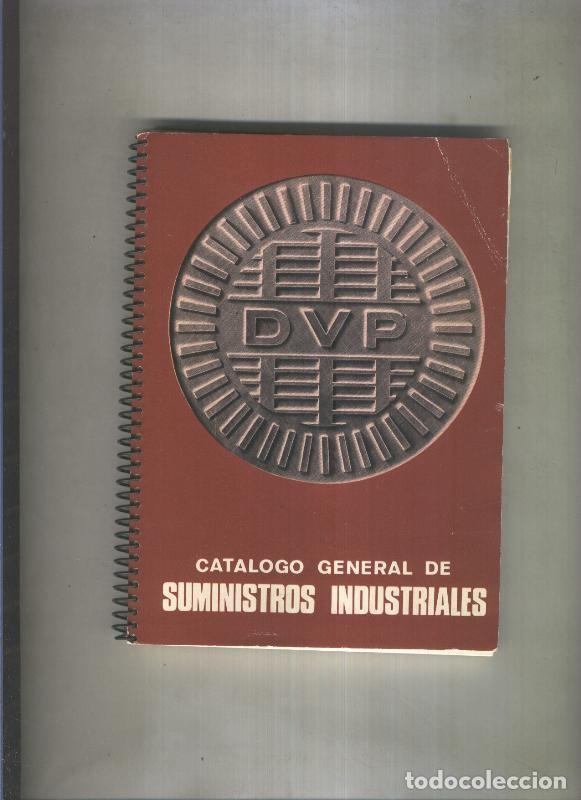 DVP
CATALOGO GENERAL DE
SUMINISTROS INDUSTRIALES
todocoleccion